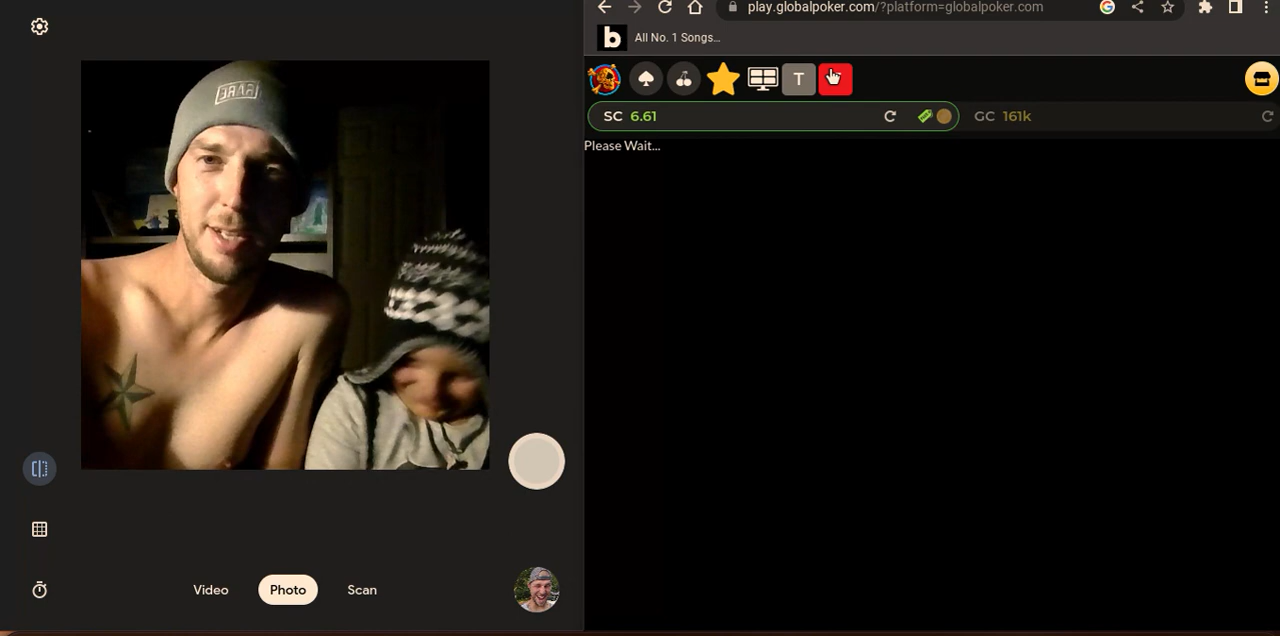 play.globalpoker.com/?platform=globalpoker.com
b All No. 1 Songs...
T
SC 6.61
GC 161k
Please Wait...
RARE
Video Photo Scan